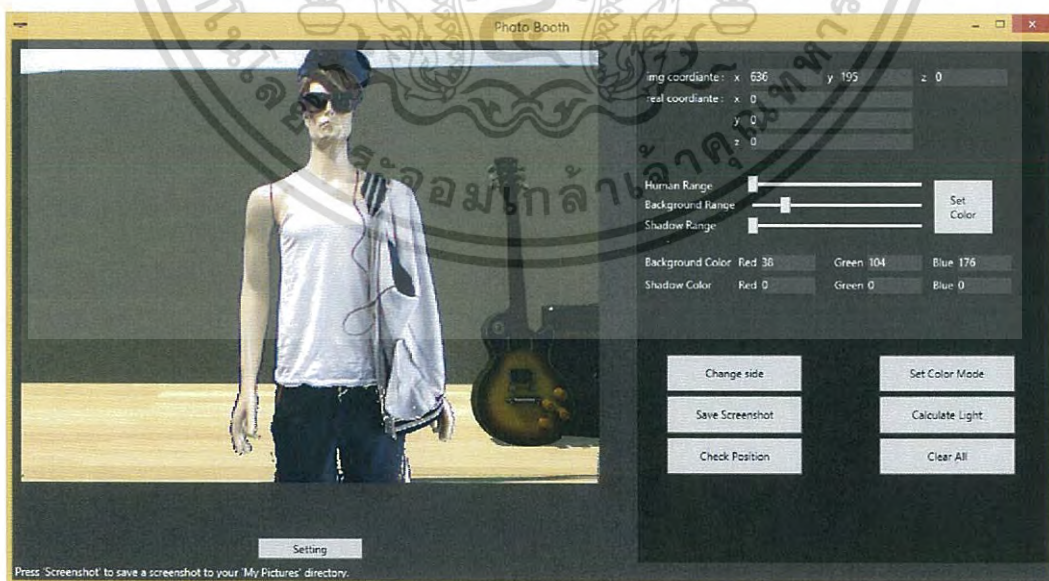 Photo Booth
img coordiante : x 636 y 195 z 0
real coordiante : x 0
y 0
z 0
Human Range
Background Range
Shadow Range
Set
Color
Background Color Red 38 Green 104 Blue 176
Shadow Color Red 0 Green 0 Blue 0
Change side
Set Color Mode
Save Screenshot
Calculate Light
Check Position
Clear All
Setting
Press 'Screenshot' to save a screenshot to your 'My Pictures' directory.